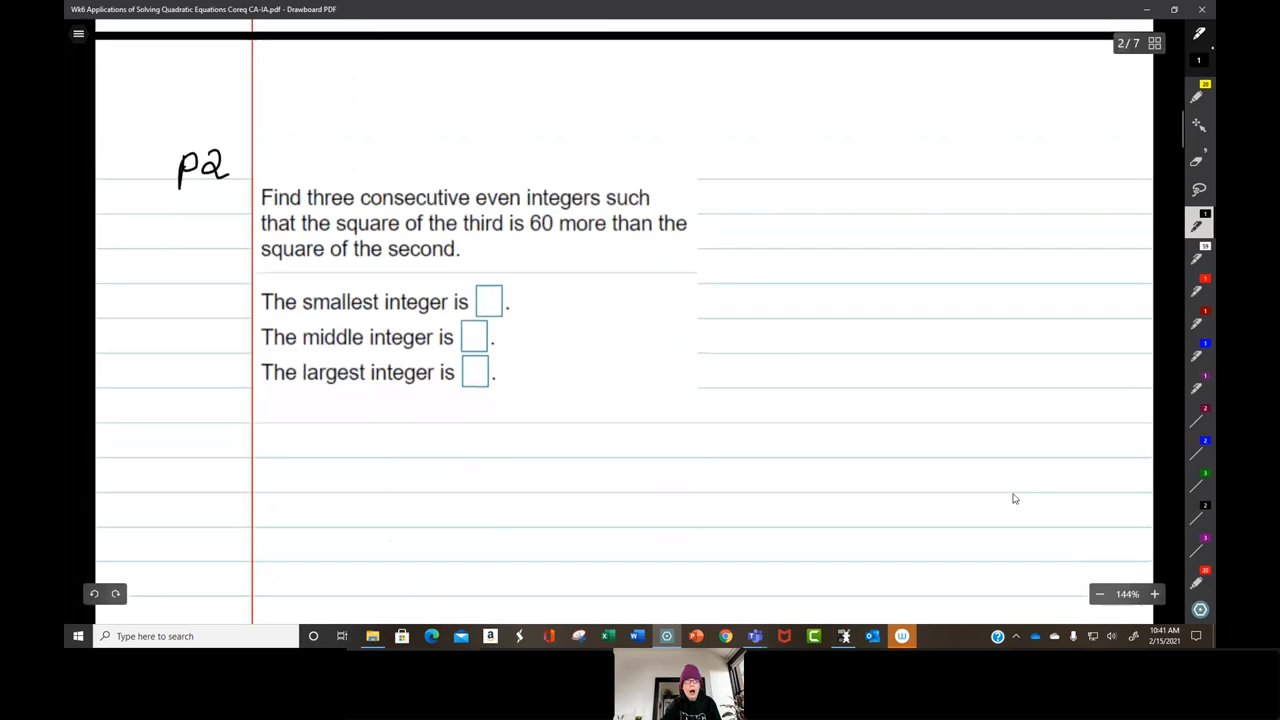 Wk6 Applications of Solving Quadratic Equations Coreq CA-IA.pdf - Drawboard PDF
2/7
p2
Find three consecutive even integers such
that the square of the third is 60 more than the
square of the second.
The smallest integer is .
The middle integer is .
The largest integer is .
144%
Type here to search
10:41 AM
2/15/2021